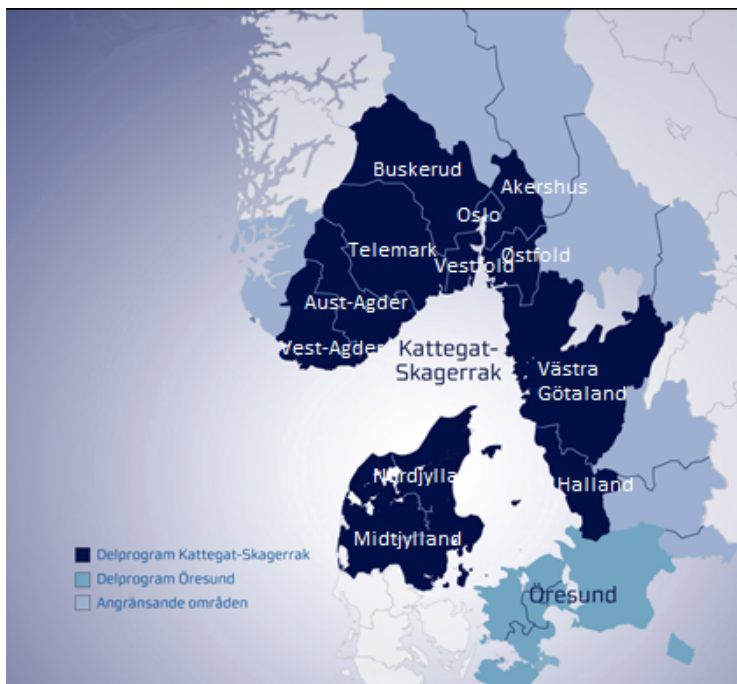 Buskerud
Akershus
Oslo
Telemark
Vestfold
Østfold
Aust-Agder
Vest-Agder
Kattegat-
Skagerrak
Västra
Götaland
Nordjylla
Halland
Midtjylland
Delprogram Kattegat-Skagerrak
Delprogram Öresund
Angränsande områden
Öresund